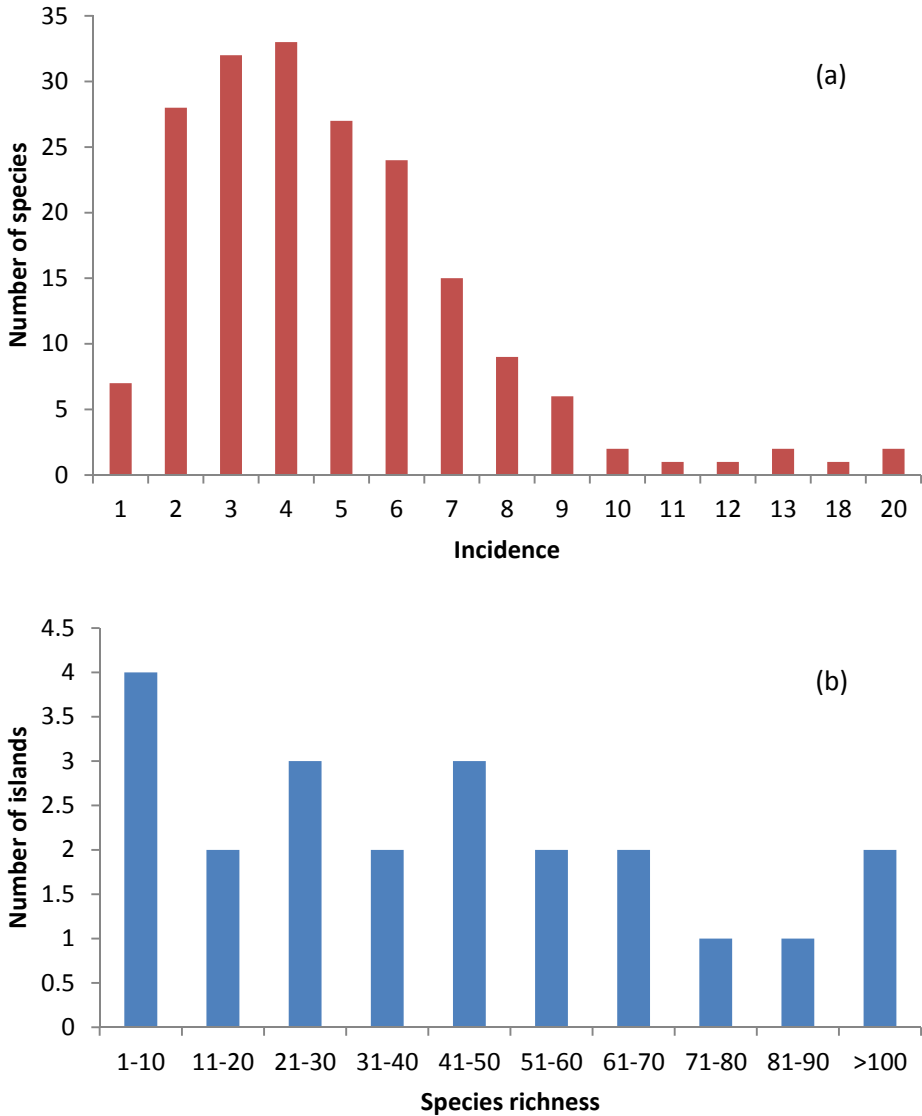 35
30
25
20
15
10
5
0
Number of species
(a)
1 2 3 4 5 6 7 8 9 10 11 12 13 18 20
Incidence
4.5
4
3.5
3
2.5
2
1.5
1
0.5
0
Number of islands
(b)
1-10 11-20 21-30 31-40 41-50 51-60 61-70 71-80 81-90 >100
Species richness